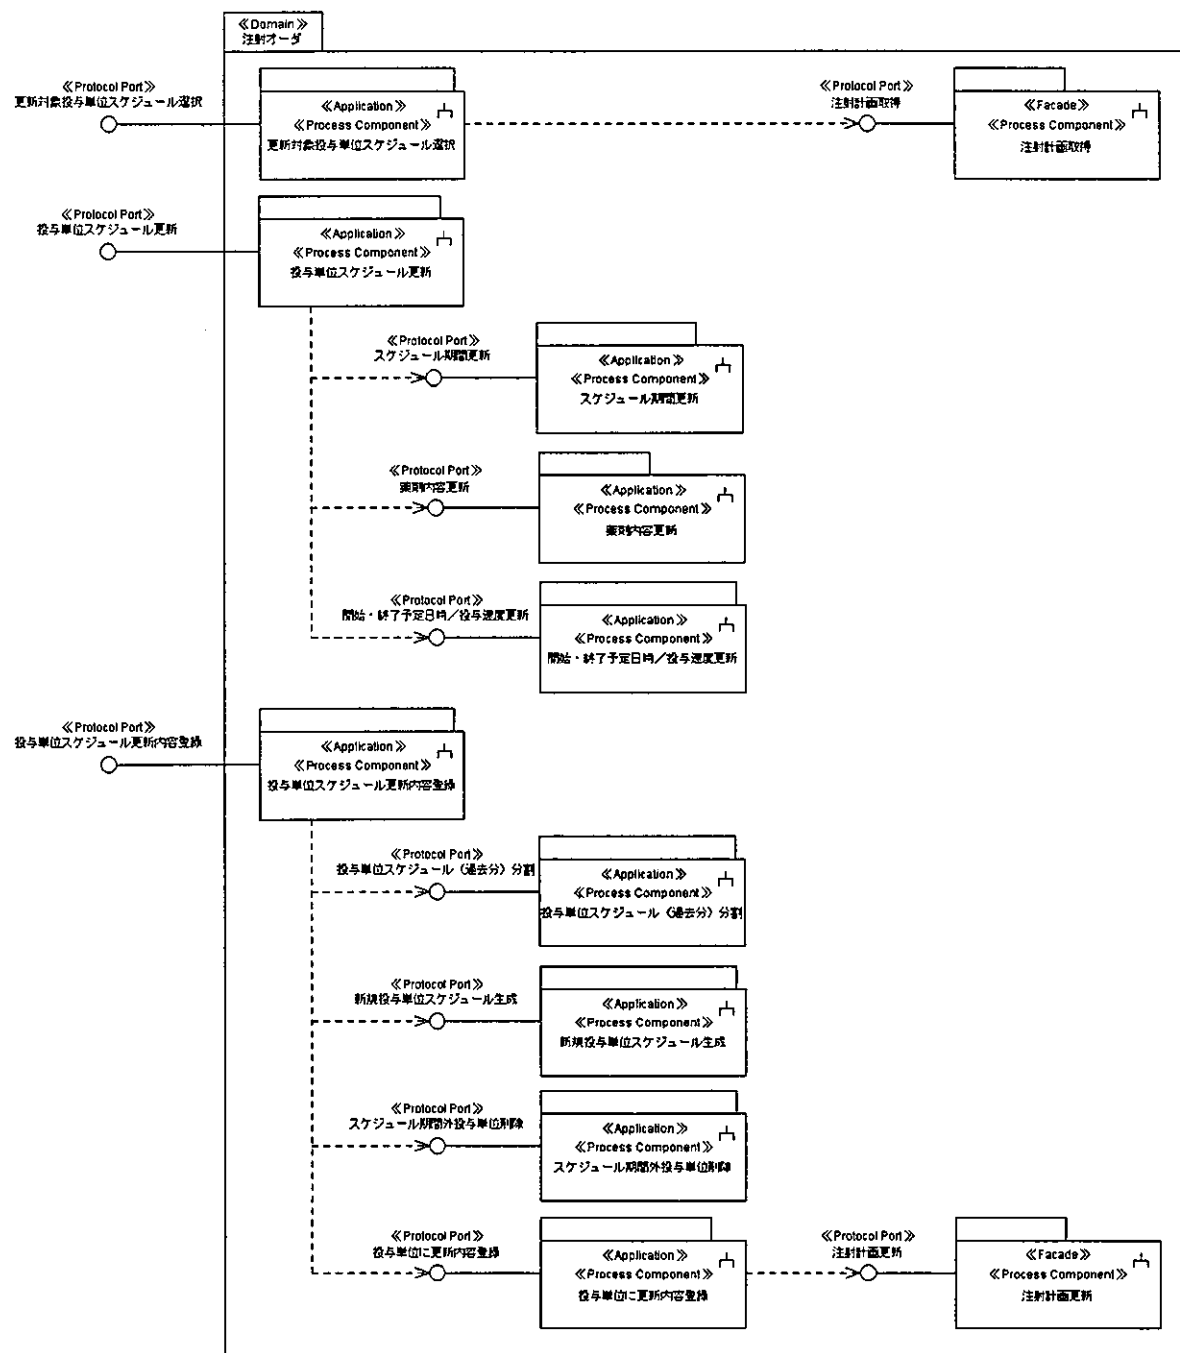 ≪Domain≫
注射オーダ
≪Protocol Port≫
更新対象投与単位スケジュール選択
≪Application≫
≪Process Component≫
更新対象投与単位スケジュール選択
≪Protocol Port≫
注射計画取得
≪Facade≫
≪Process Component≫
注射計画取得
≪Protocol Port≫
投与単位スケジュール更新
≪Application≫
≪Process Component≫
投与単位スケジュール更新
≪Protocol Port≫
スケジュール期間更新
≪Application≫
≪Process Component≫
スケジュール期間更新
≪Protocol Port≫
薬剤内容更新
≪Application≫
≪Process Component≫
薬剤内容更新
≪Protocol Port≫
開始・終了予定日時／投与速度更新
≪Application≫
≪Process Component≫
開始・終了予定日時／投与速度更新
≪Protocol Port≫
投与単位スケジュール更新内容登録
≪Application≫
≪Process Component≫
投与単位スケジュール更新内容登録
≪Protocol Port≫
投与単位スケジュール（過去分）分割
≪Application≫
≪Process Component≫
投与単位スケジュール（過去分）分割
≪Protocol Port≫
新規投与単位スケジュール生成
≪Application≫
≪Process Component≫
新規投与単位スケジュール生成
≪Protocol Port≫
スケジュール期間外投与単位削除
≪Application≫
≪Process Component≫
スケジュール期間外投与単位削除
≪Protocol Port≫
投与単位に更新内容登録
≪Application≫
≪Process Component≫
投与単位に更新内容登録
≪Protocol Port≫
注射計画更新
≪Facade≫
≪Process Component≫
注射計画更新